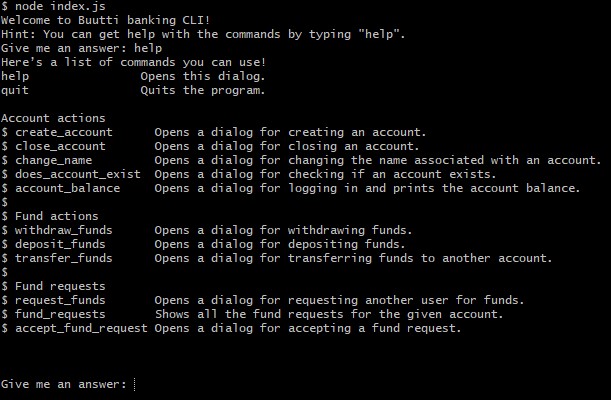 $ node index.js
Welcome to Buutti banking CLI!
Hint: You can get help with the commands by typing "help".
Give me an answer: help
Here's a list of commands you can use!
help                Opens this dialog.
quit                Quits the program.

Account actions
$ create_account      Opens a dialog for creating an account.
$ close_account       Opens a dialog for closing an account.
$ change_name         Opens a dialog for changing the name associated with an account.
$ does_account_exist  Opens a dialog for checking if an account exists.
$ account_balance     Opens a dialog for logging in and prints the account balance.
$
$ Fund actions
$ withdraw_funds      Opens a dialog for withdrawing funds.
$ deposit_funds       Opens a dialog for depositing funds.
$ transfer_funds      Opens a dialog for transferring funds to another account.
$
$ Fund requests
$ request_funds       Opens a dialog for requesting another user for funds.
$ fund_requests       Shows all the fund requests for the given account.
$ accept_fund_request Opens a dialog for accepting a fund request.

Give me an answer: